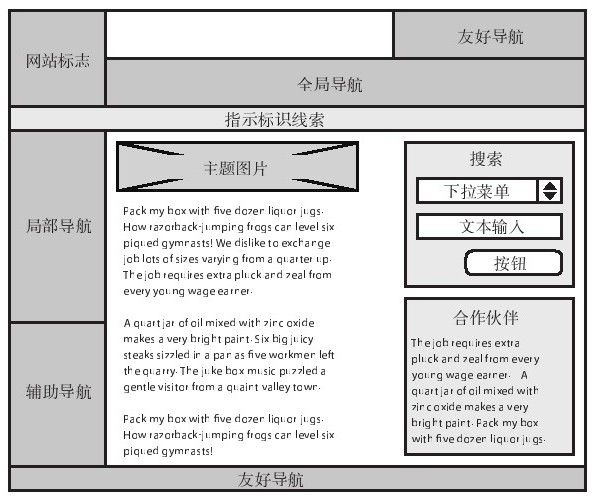 网站标志
友好导航
全局导航
指示标识线索
局部导航
辅助导航
主题图片
Pack my box with five dozen liquor jugs.
How razorback-jumping frogs can level six
piqued gymnasts! We dislike to exchange
job lots of sizes varying from a quarter up.
The job requires extra pluck and zeal from
every young wage earner.
A quart jar of oil mixed with zinc oxide
makes a very bright paint. Six big juicy
steaks sizzled in a pan as five workmen left
the quarry. The juke box music puzzled a
gentle visitor from a quaint valley town.
Pack my box with five dozen liquor jugs.
How razorback-jumping frogs can level six
piqued gymnasts!
搜索
下拉菜单
文本输入
按钮
合作伙伴
The job requires extra
pluck and zeal from every
young wage earner. A
quart jar of oil mixed with
zinc oxide makes a very
bright paint. Pack my box
with five dozen liquor jugs.
友好导航